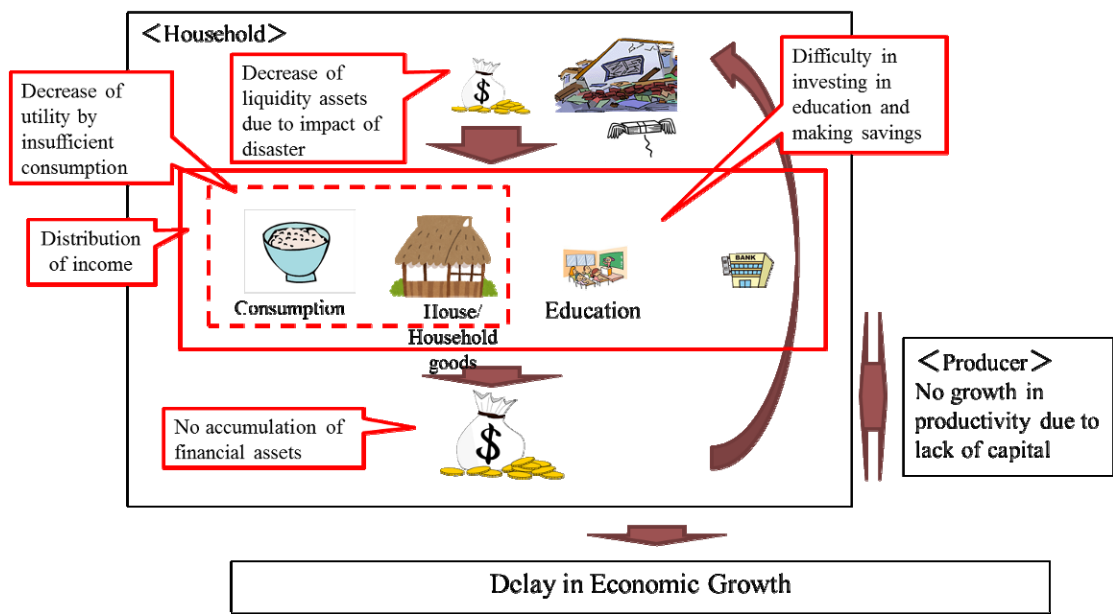 <Household>
Decrease of
utility by
insufficient
consumption
Decrease of
liquidity assets
due to impact of
disaster
$
Difficulty in
investing in
education and
making savings
Distribution
of income
Consumption
House/
Household
goods
Education
BANK
No accumulation of
financial assets
$
<Producer>
No growth in
productivity due to
lack of capital
Delay in Economic Growth